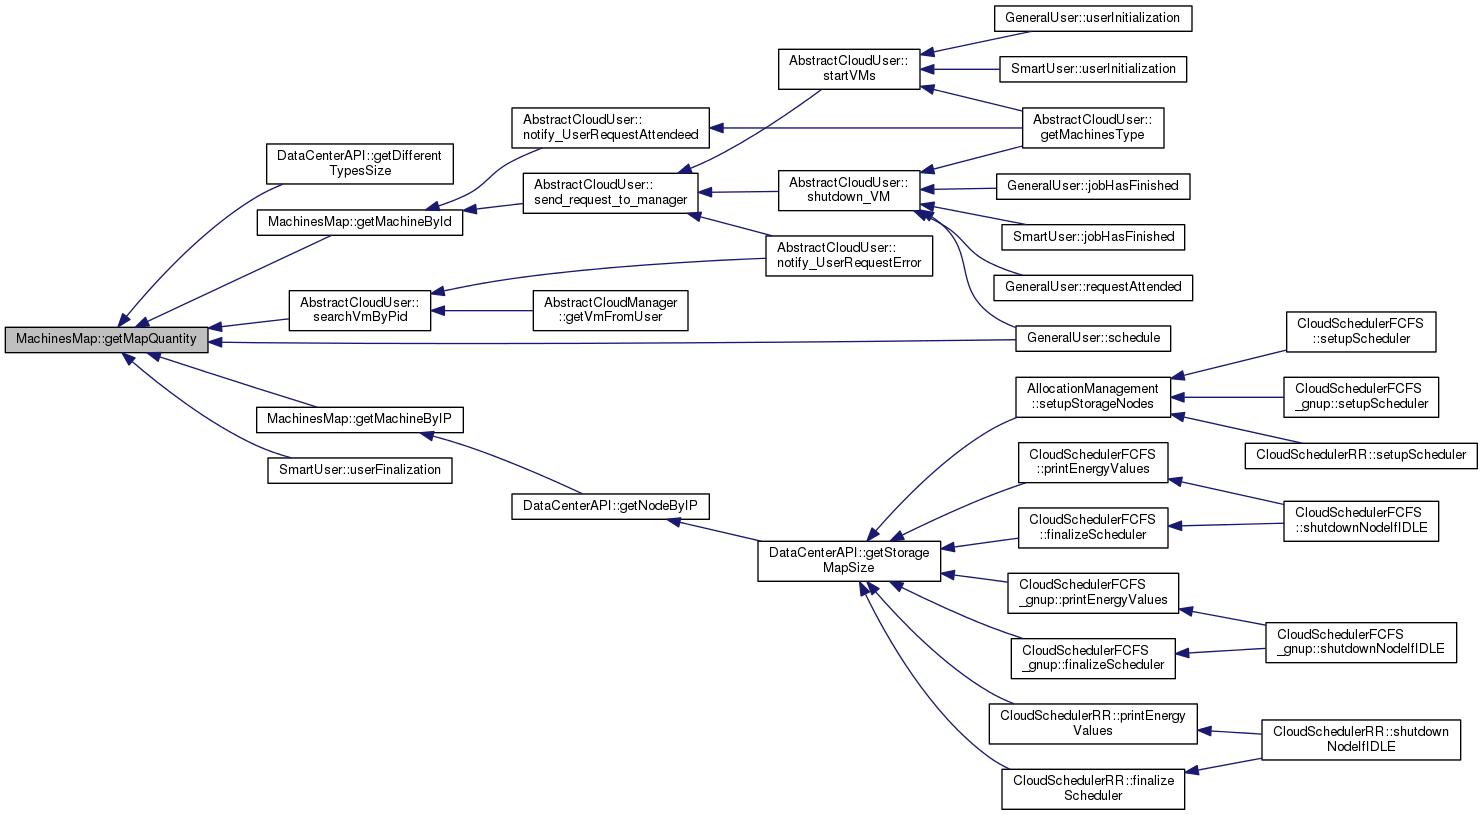 GeneralUser::userInitialization
AbstractCloudUser::
startVMs
SmartUser::userInitialization
AbstractCloudUser::
notify_UserRequestAttendeed
AbstractCloudUser::
getMachinesType
DataCenterAPI::getDifferent
TypesSize
AbstractCloudUser::
send_request_to_manager
AbstractCloudUser::
shutdown_VM
GeneralUser::jobHasFinished
MachinesMap::getMachineById
SmartUser::jobHasFinished
AbstractCloudUser::
notify_UserRequestError
GeneralUser::requestAttended
AbstractCloudUser::
searchVmByPid
AbstractCloudManager
::getVmFromUser
MachinesMap::getMapQuantity
GeneralUser::schedule
CloudSchedulerFCFS
::setupScheduler
AllocationManagement
::setupStorageNodes
CloudSchedulerFCFS
_gnup::setupScheduler
MachinesMap::getMachineByIP
CloudSchedulerRR::setupScheduler
SmartUser::userFinalization
CloudSchedulerFCFS
::printEnergyValues
DataCenterAPI::getNodeByIP
CloudSchedulerFCFS
::finalizeScheduler
CloudSchedulerFCFS
::shutdownNodeIfIDLE
DataCenterAPI::getStorage
MapSize
CloudSchedulerFCFS
_gnup::printEnergyValues
CloudSchedulerFCFS
_gnup::finalizeScheduler
CloudSchedulerFCFS
_gnup::shutdownNodeIfIDLE
CloudSchedulerRR::printEnergy
Values
CloudSchedulerRR::shutdown
NodeIfIDLE
CloudSchedulerRR::finalize
Scheduler